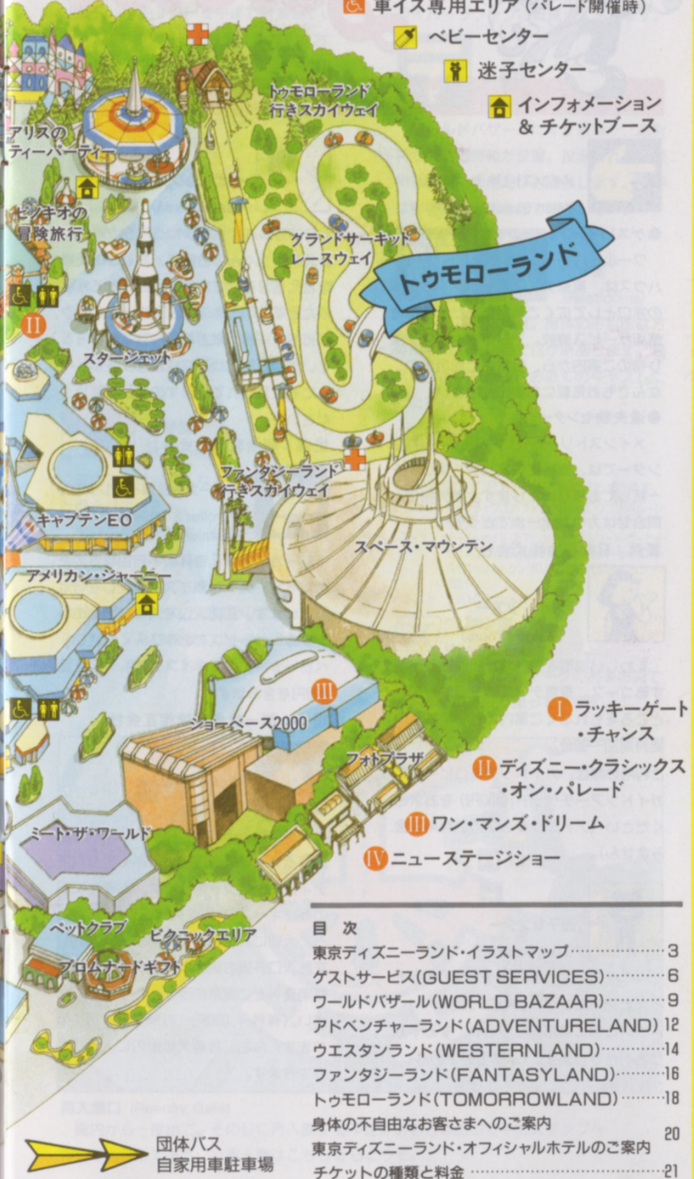 車イス専用エリア(パレード開催時)
ベビーセンター
迷子センター
インフォメーション
& チケットブース
トゥモローランド
行きスカイウェイ
アリスの
ティーパーティー
ピノキオの
冒険旅行
グランドサーキット
レースウェイ
トゥモローランド
II
スタージェット
ファンタジーランド
行きスカイウェイ
キャプテンEO
スペース・マウンテン
アメリカン・ジャーニー
III
ショーベース2000
フォトプラザ
ミート・ザ・ワールド
I ラッキーゲート
・チャンス
II ディズニー・クラシックス
・オン・パレード
III ワン・マンズ・ドリーム
IV ニューステージショー
ペットクラブ
ピクニックエリア
プロムナードギフト
団体バス
自家用車駐車場
目 次
東京ディズニーランド・イラストマップ············3
ゲストサービス(GUEST SERVICES)············6
ワールドバザール(WORLD BAZAAR)············9
アドベンチャーランド(ADVENTURELAND) 12
ウエスタンランド(WESTERNLAND)············14
ファンタジーランド(FANTASYLAND)············16
トゥモローランド(TOMORROWLAND)············18
身体の不自由なお客さまへのご案内
東京ディズニーランド・オフィシャルホテルのご案内 20
チケットの種類と料金············21